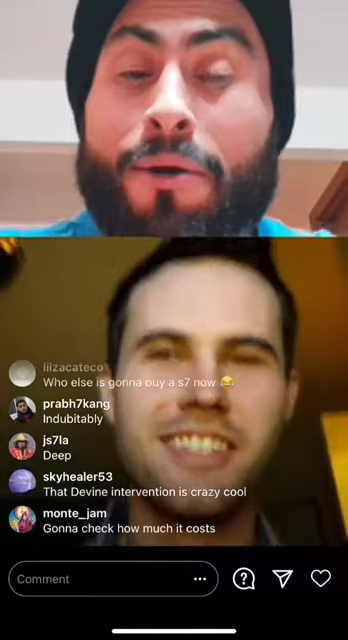 lilzacateco
Who else is gonna buy a s7 now 😂
prabh7kang
Indubitably
js7la
Deep
skyhealer53
That Devine intervention is crazy cool
monte_jam
Gonna check how much it costs
Comment